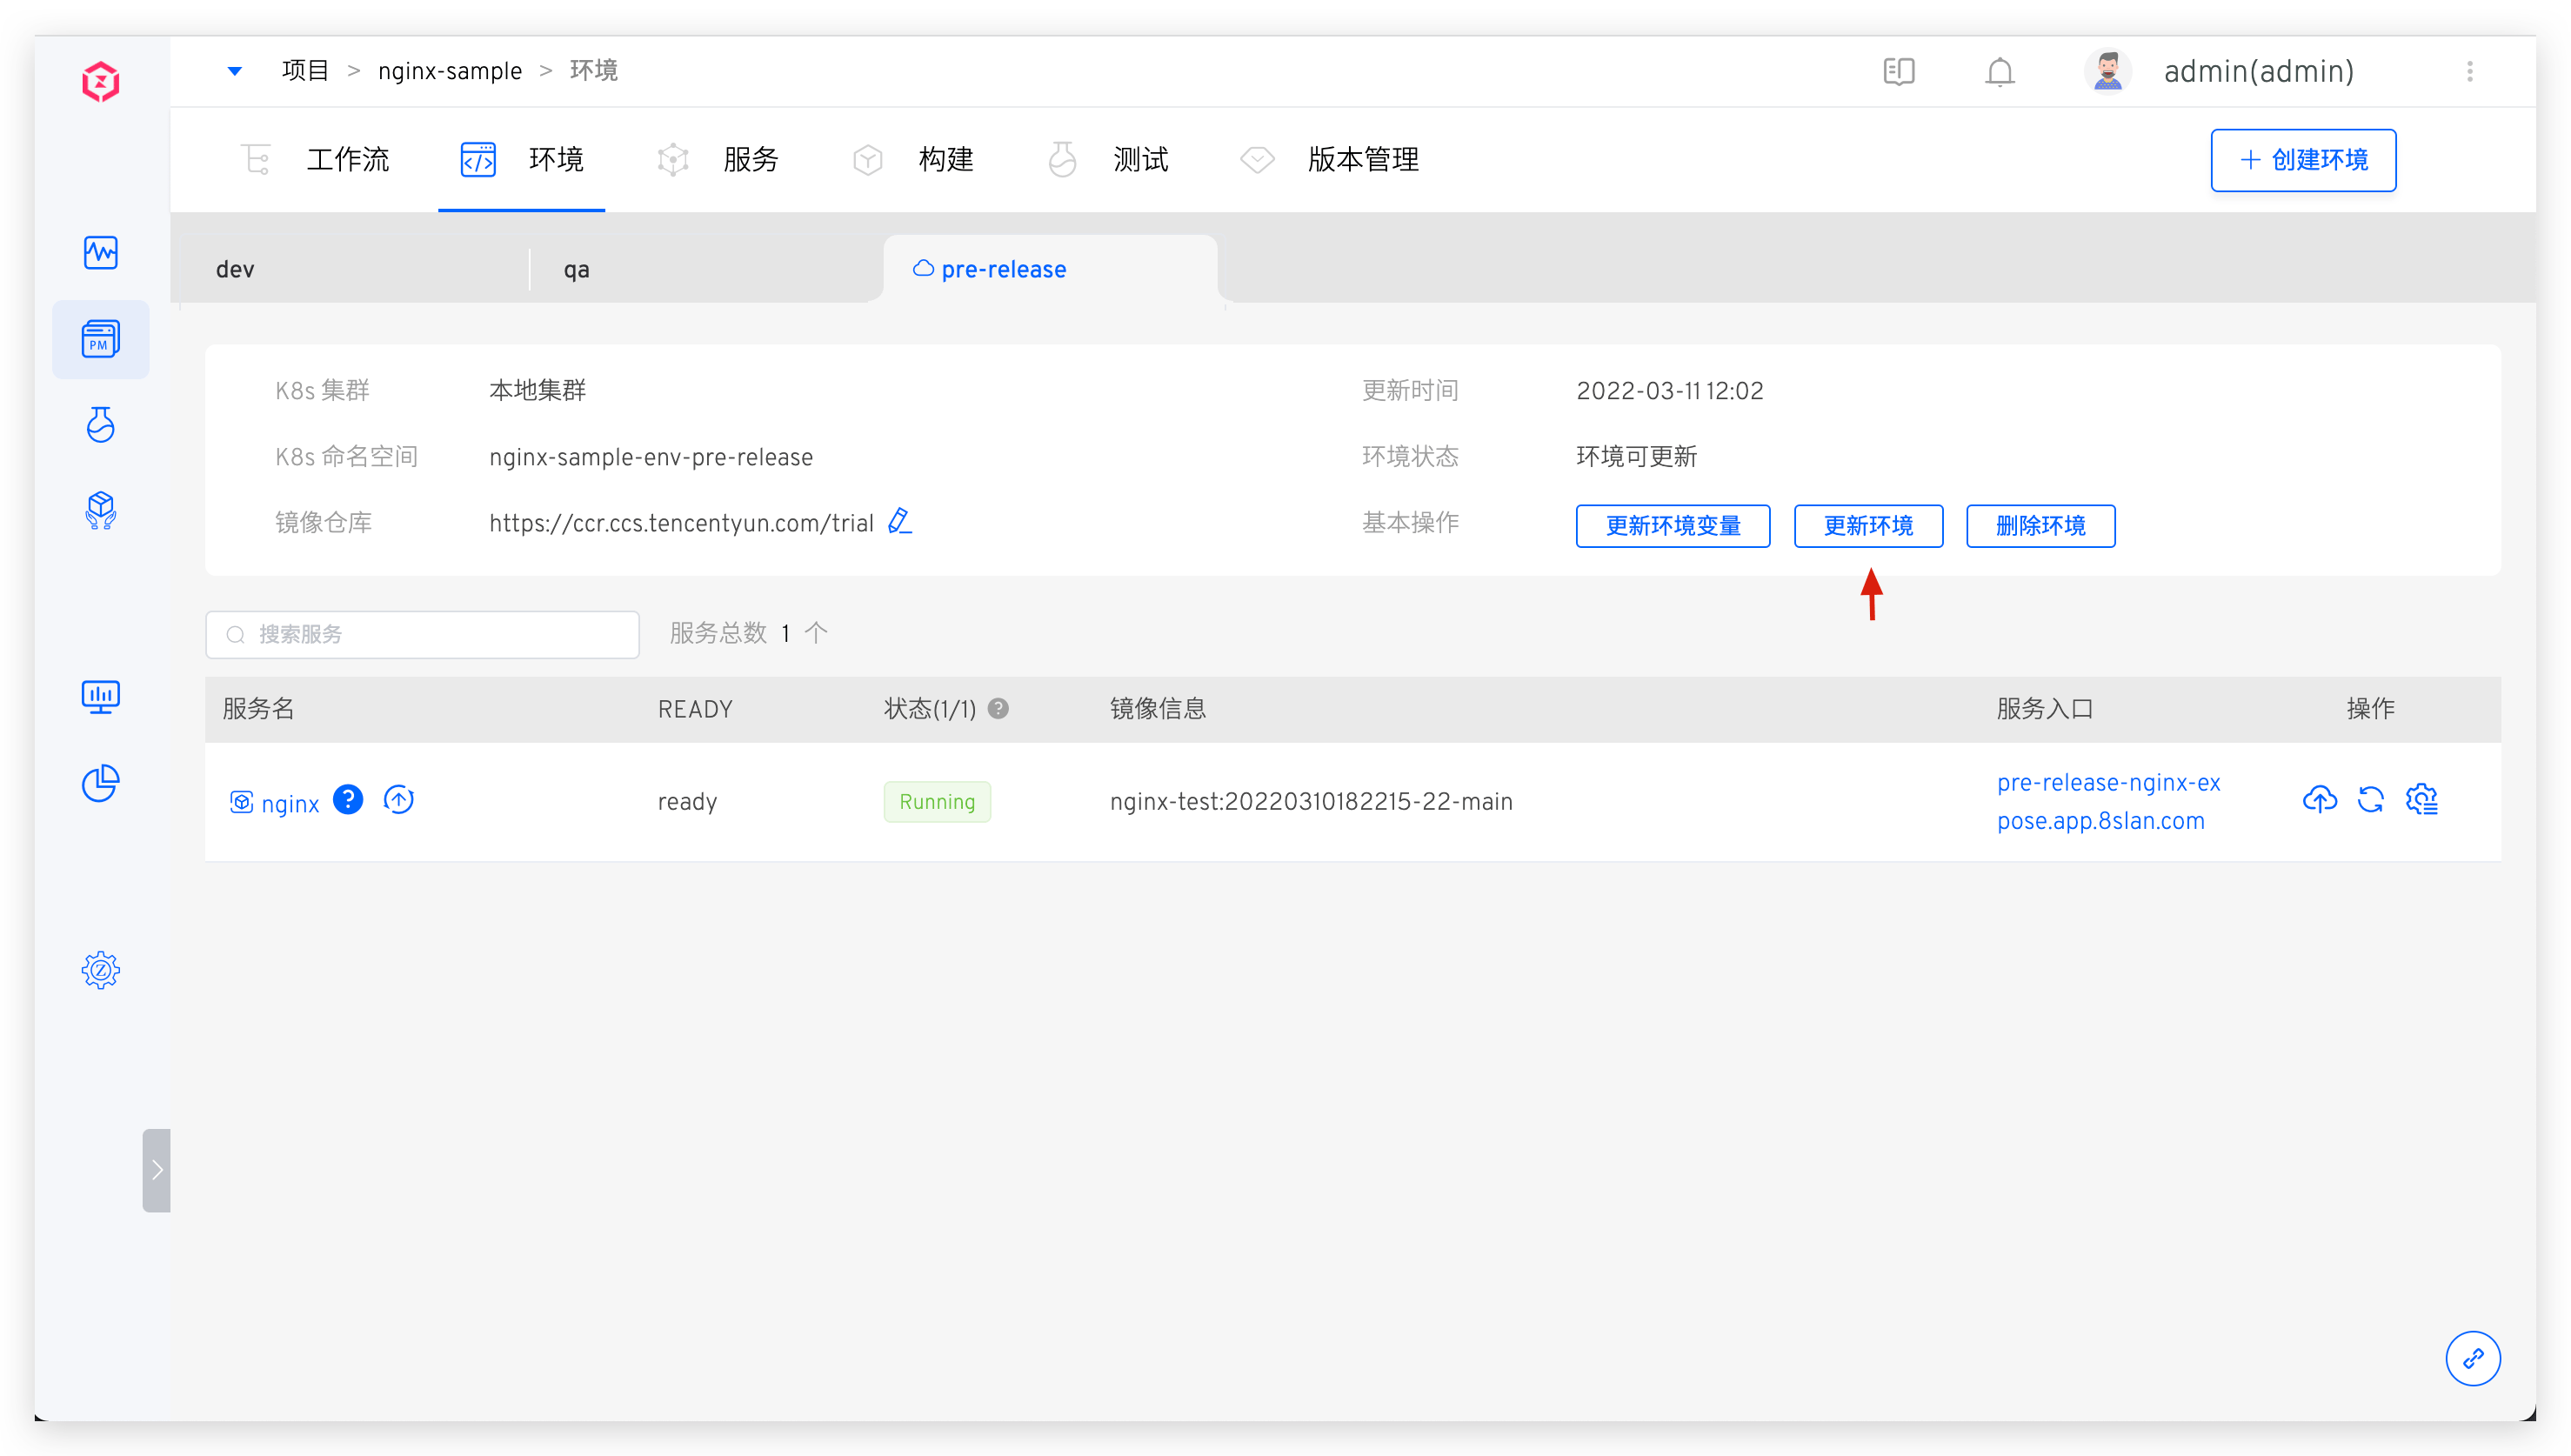 项目 > nginx-sample > 环境
admin(admin)
工作流 环境 服务 构建 测试 版本管理
+ 创建环境
dev qa pre-release
PM
K8s 集群 本地集群 更新时间 2022-03-11 12:02
K8s 命名空间 nginx-sample-env-pre-release 环境状态 环境可更新
镜像仓库 https://ccr.ccs.tencentyun.com/trial 基本操作 更新环境变量 更新环境 删除环境
搜索服务 服务总数 1 个
服务名 READY 状态(1/1) ? 镜像信息 服务入口 操作
nginx ? ready Running nginx-test:20220310182215-22-main pre-release-nginx-ex
pose.app.8slan.com